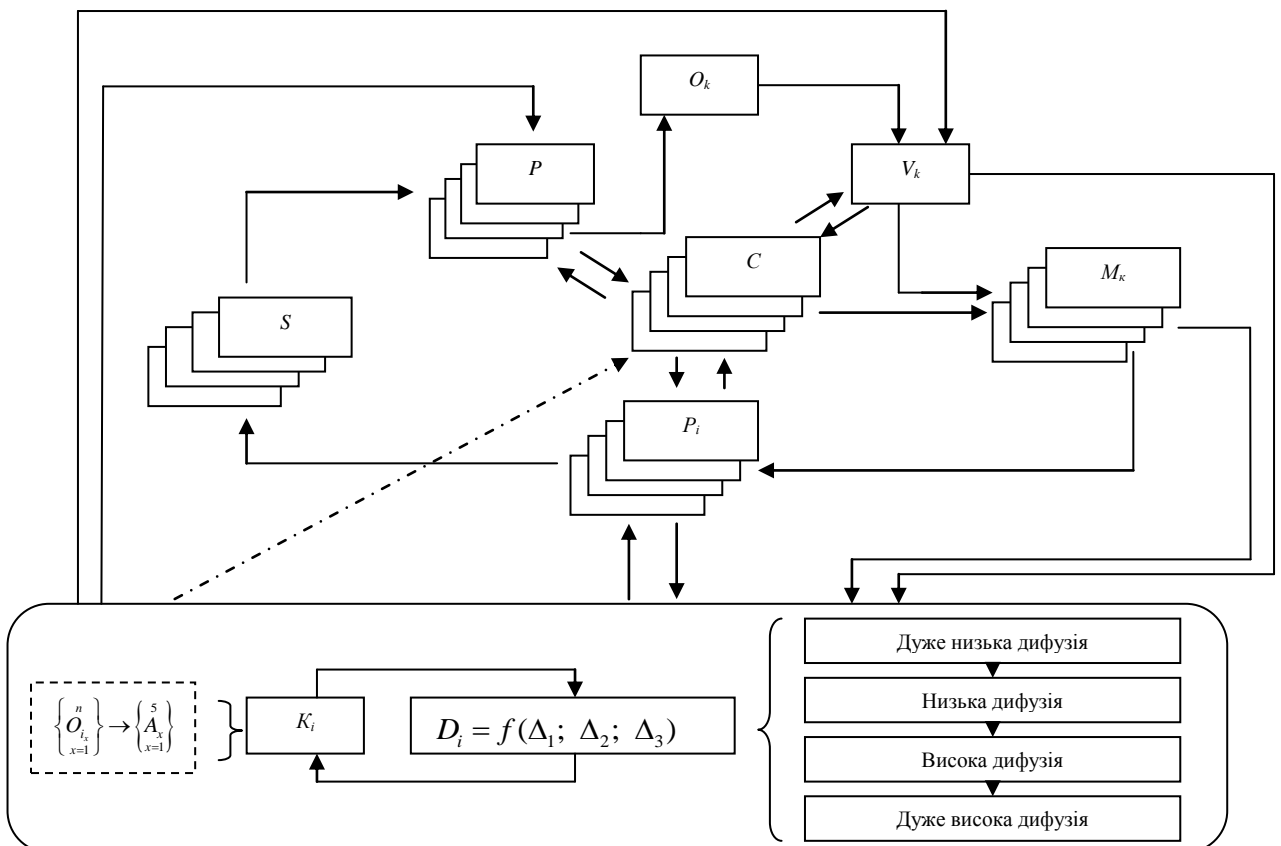 O_k
P
V_k
C
M_к
S
P_i
Дуже низька дифузія
Низька дифузія
Висока дифузія
Дуже висока дифузія
{O_{i_x}}_{x=1}^{n} → {A_x}_{x=1}^{5}
K_i
D_i = f(Δ_1; Δ_2; Δ_3)